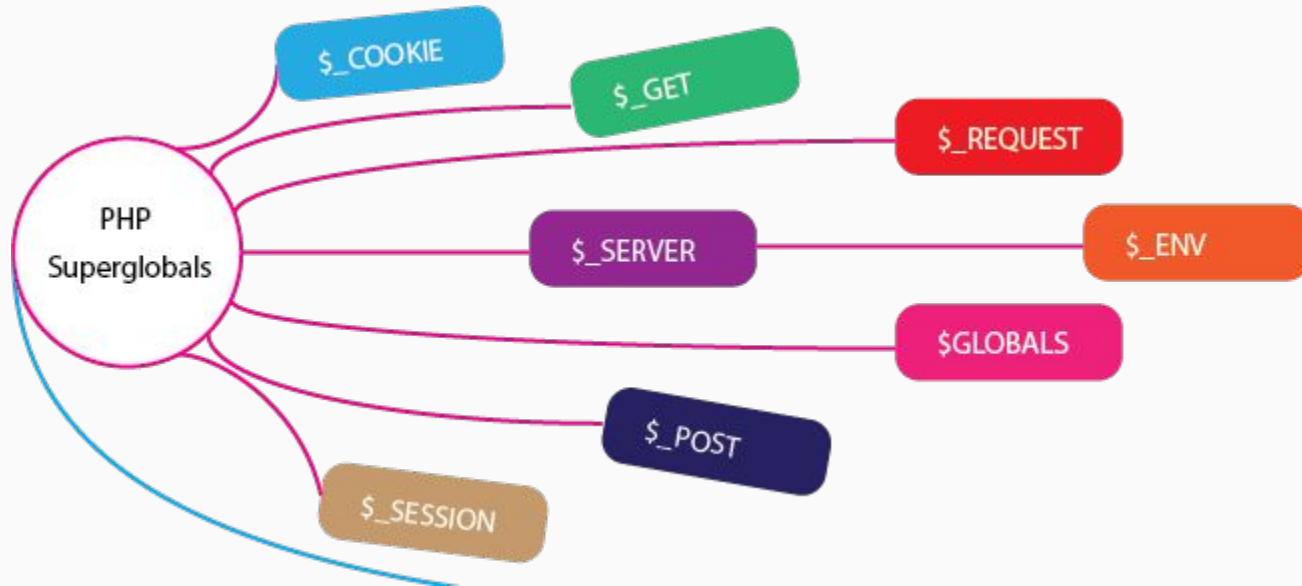 $_COOKIE
$_GET
$_REQUEST
PHP
Superglobals
$_SERVER
$_ENV
$GLOBALS
$_POST
$_SESSION